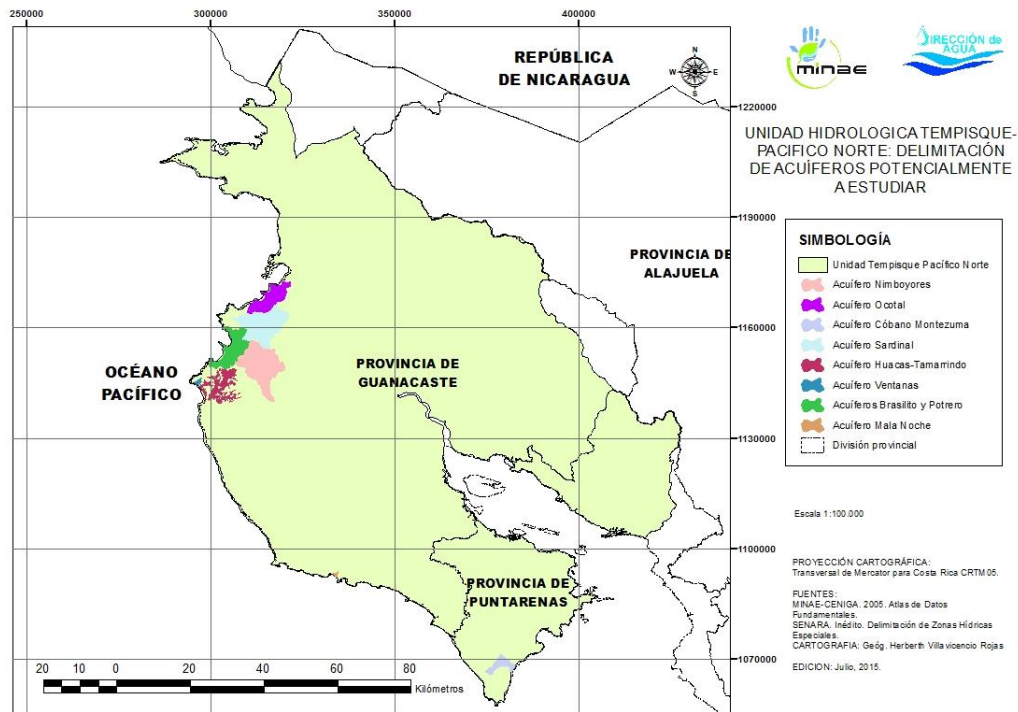 250000 300000 350000 400000
REPÚBLICA
DE NICARAGUA
N
W E
S
minae
DIRECCIÓN de
AGUA
1220000
UNIDAD HIDROLOGICA TEMPISQUE-
PACIFICO NORTE: DELIMITACIÓN
DE ACUÍFEROS POTENCIALMENTE
A ESTUDIAR
1190000
PROVINCIA DE
ALAJUELA
SIMBOLOGÍA
Unidad Tempisque Pacífico Norte
Acuífero Nimboyores
Acuífero Ocotal
Acuífero Cóbano Montezuma
Acuífero Sardinal
Acuífero Huacas-Tamarrindo
Acuífero Ventanas
Acuíferos Brasilito y Potrero
Acuífero Mala Noche
División provincial
1160000
OCÉANO
PACÍFICO
PROVINCIA DE
GUANACASTE
1130000
Escala 1:100.000
1100000
PROVINCIA DE
PUNTARENAS
PROYECCIÓN CARTOGRÁFICA:
Transversal de Mercator para Costa Rica CRTM05.
FUENTES:
MINAE-CENIGA. 2005. Atlas de Datos
Fundamentales.
SENARA. Inédito. Delimitación de Zonas Hídricas
Especiales.
CARTOGRAFIA: Geóg. Herberth Villavicencio Rojas
EDICION: Julio, 2015.
1070000
20 10 0 20 40 60 80
Kilómetros